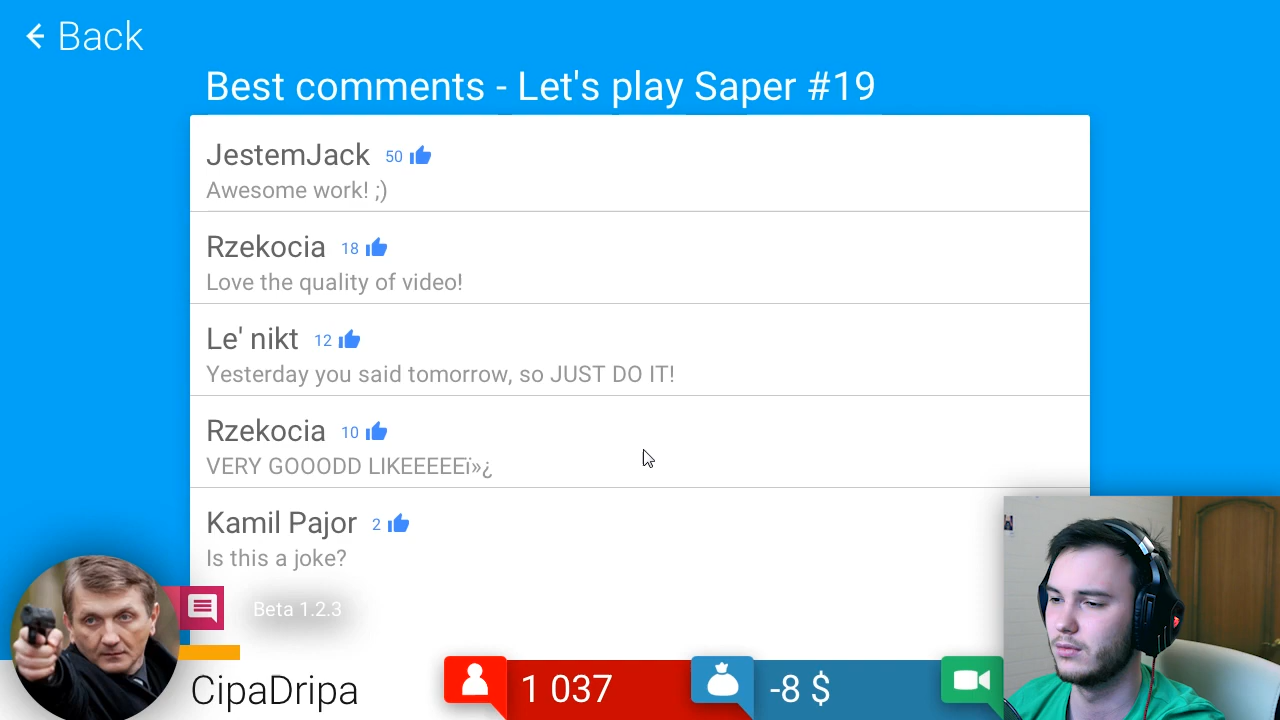 Back
Best comments - Let's play Saper #19
JestemJack 50
Awesome work! ;)
Rzekocia 18
Love the quality of video!
Le' nikt 12
Yesterday you said tomorrow, so JUST DO IT!
Rzekocia 10
VERY GOOODD LIKEEEEEï»¿
Kamil Pajor 2
Is this a joke?
Beta 1.2.3
CipaDripa
1 037
-8 $